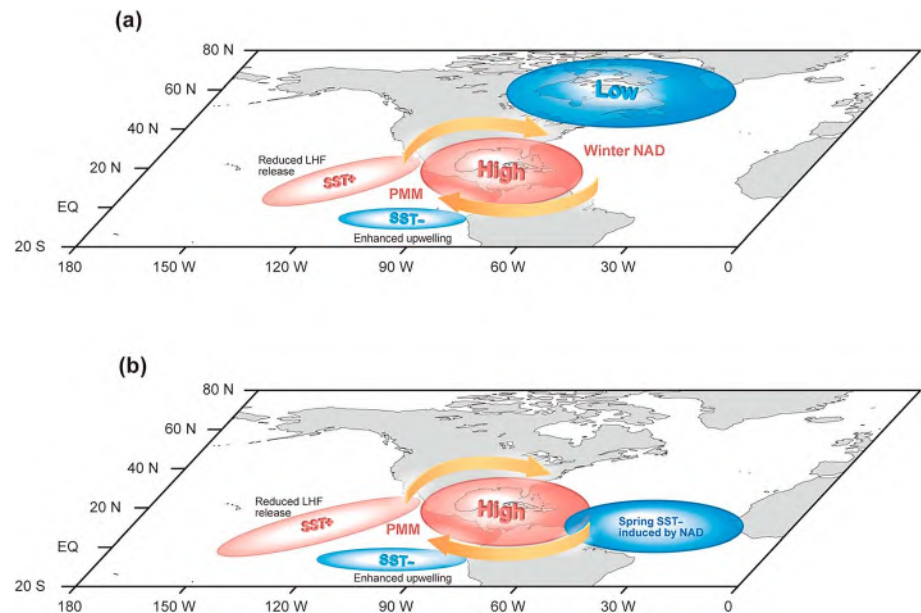 (a)
80 N
60 N
40 N
20 N
EQ
20 S
180
150 W
120 W
90 W
60 W
30 W
0
Low
Winter NAD
High
Reduced LHF
release
SST+
PMM
SST–
Enhanced upwelling
(b)
80 N
60 N
40 N
20 N
EQ
20 S
180
150 W
120 W
90 W
60 W
30 W
0
High
Reduced LHF
release
SST+
PMM
Spring SST–
induced by NAD
SST–
Enhanced upwelling